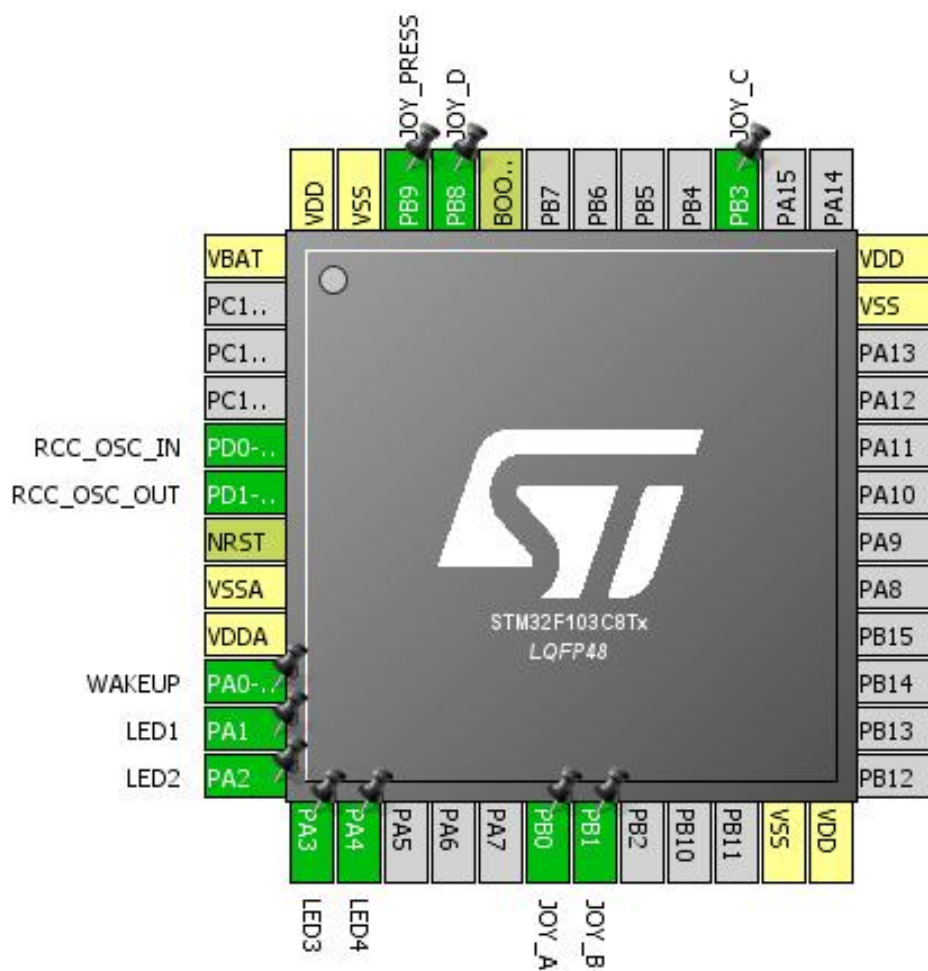 JOY_PRESS
JOY_D
JOY_C
VDD
VSS
PB9
PB8
BOO..
PB7
PB6
PB5
PB4
PB3
PA15
PA14
VBAT
PC1..
PC1..
PC1..
RCC_OSC_IN PD0-..
RCC_OSC_OUT PD1-..
NRST
VSSA
VDDA
WAKEUP PA0-..
LED1 PA1
LED2 PA2
ST
STM32F103C8Tx
LQFP48
VDD
VSS
PA13
PA12
PA11
PA10
PA9
PA8
PB15
PB14
PB13
PB12
PA3
PA4
PA5
PA6
PA7
PB0
PB1
PB2
PB10
PB11
VSS
VDD
LED3
LED4
JOY_A
JOY_B